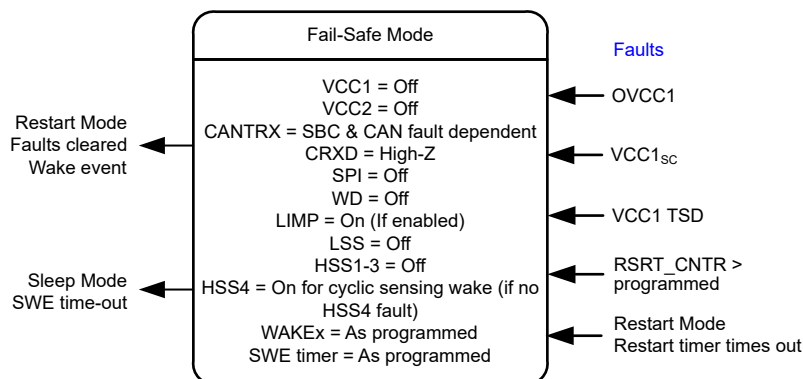 Fail-Safe Mode
VCC1 = Off
VCC2 = Off
CANTRX = SBC & CAN fault dependent
CRXD = High-Z
SPI = Off
WD = Off
LIMP = On (If enabled)
LSS = Off
HSS1-3 = Off
HSS4 = On for cyclic sensing wake (if no
HSS4 fault)
WAKEx = As programmed
SWE timer = As programmed
Restart Mode
Faults cleared
Wake event
Sleep Mode
SWE time-out
Faults
OVCC1
VCC1SC
VCC1 TSD
RSRT_CNTR >
programmed
Restart Mode
Restart timer times out